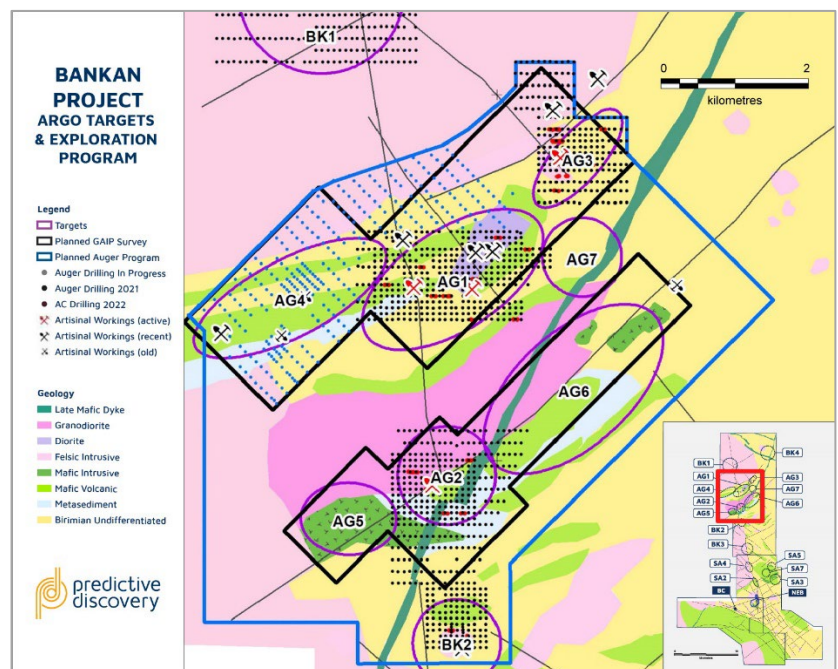 BANKAN
PROJECT
ARGO TARGETS
& EXPLORATION
PROGRAM
Legend
Targets
Planned GAIP Survey
Planned Auger Program
Auger Drilling In Progress
Auger Drilling 2021
AC Drilling 2022
Artisinal Workings (active)
Artisinal Workings (recent)
Artisinal Workings (old)
Geology
Late Mafic Dyke
Granodiorite
Diorite
Felsic Intrusive
Mafic Intrusive
Mafic Volcanic
Metasediment
Birimian Undifferentiated
predictive
discovery
BK1
0 2
kilometres
AG3
AG7
AG1
AG4
AG6
AG2
AG5
BK2
BK4
BK1
AG1
AG4
AG2
AG5
AG3
AG7
AG6
BK2
BK3
SA4
SA2
BC
SA5
SA7
SA3
NEB